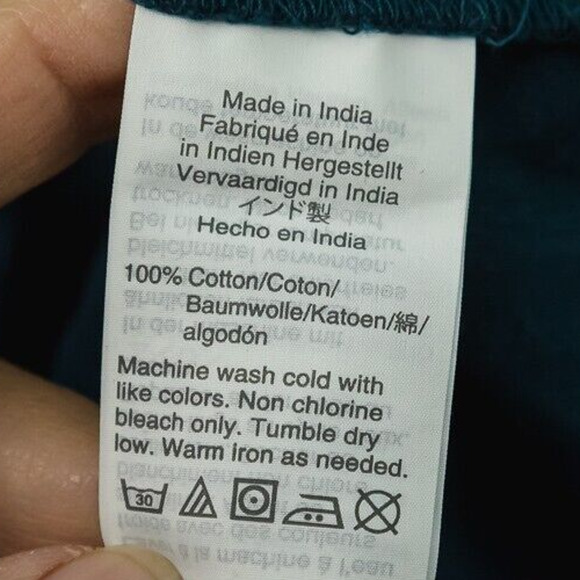 Made in India
Fabriqué en Inde
in Indien Hergestellt
Vervaardigd in India
インド製
Hecho en India
100% Cotton/Coton/
Baumwolle/Katoen/綿/
algodón
Machine wash cold with
like colors. Non chlorine
bleach only. Tumble dry
low. Warm iron as needed.
30